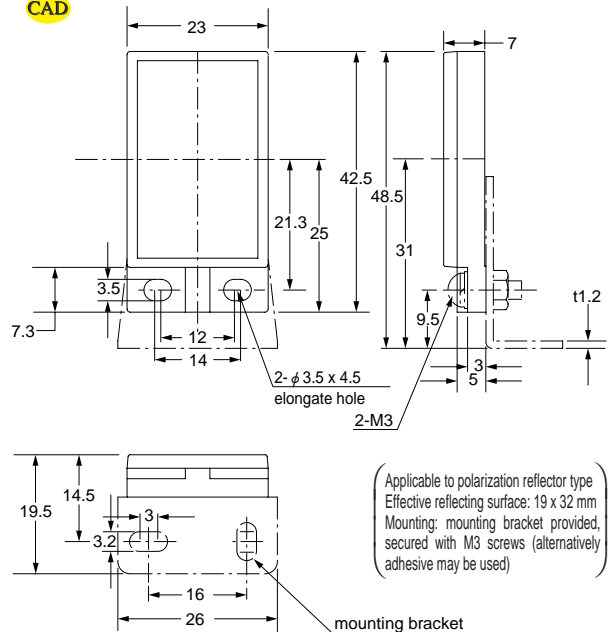 CAD
23
7
42.5
48.5
21.3
25
31
3.5
7.3
9.5
t1.2
12
14
3
5
2- ϕ 3.5 x 4.5
elongate hole
2-M3
19.5
14.5
3
3.2
16
26
mounting bracket
Applicable to polarization reflector type
Effective reflecting surface: 19 x 32 mm
Mounting: mounting bracket provided,
secured with M3 screws (alternatively
adhesive may be used)